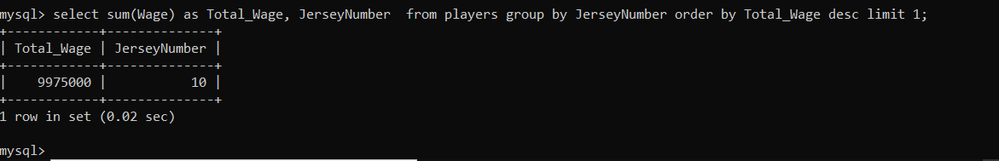 mysql> select sum(Wage) as Total_Wage, JerseyNumber  from players group by JerseyNumber order by Total_Wage desc limit 1;
+------------+--------------+
| Total_Wage | JerseyNumber |
+------------+--------------+
|    9975000 |           10 |
+------------+--------------+
1 row in set (0.02 sec)
mysql>